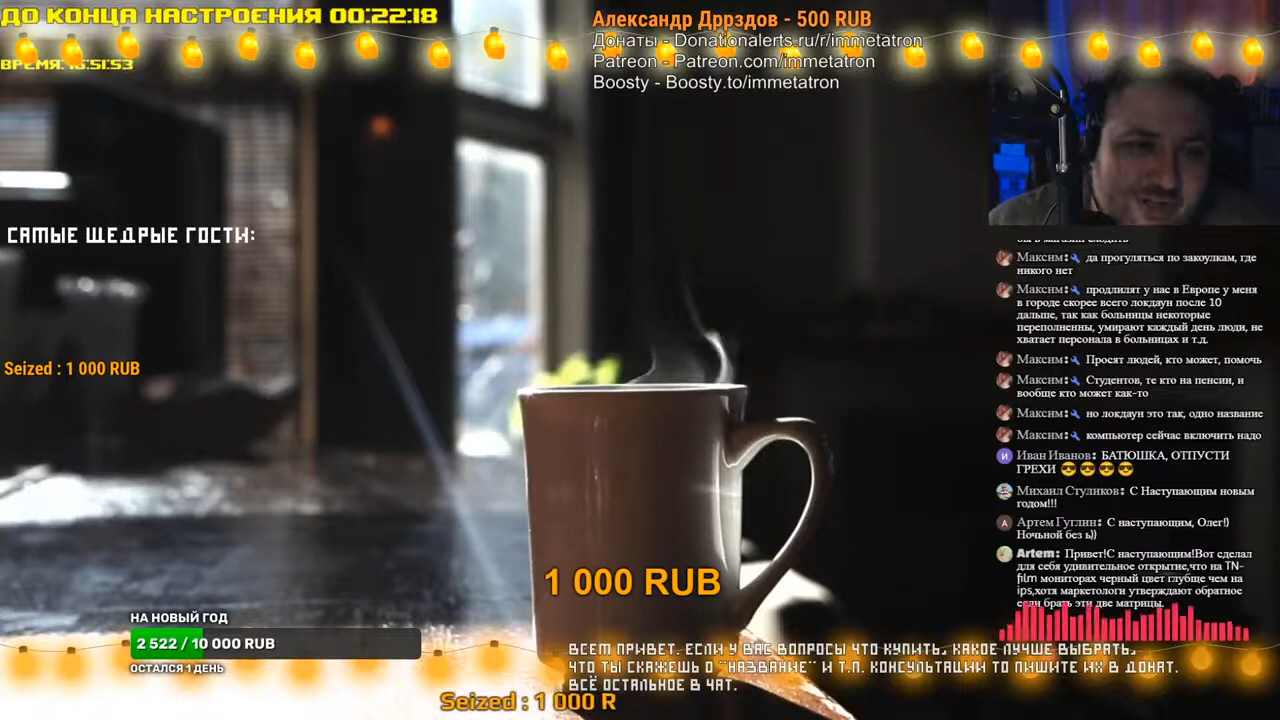 ДО КОНЦА НАСТРОЕНИЯ 00:22:18
Александр Дррздов - 500 RUB
Донаты - Donationalerts.ru/r/immetatron
Patreon - Patreon.com/immetatron
Boosty - Boosty.to/immetatron
САМЫЕ ЩЕДРЫЕ ГОСТИ:
Seized : 1 000 RUB
Максим: да прогуляться по закоулкам, где
никого нет
Максим: продлилят у нас в Европе у меня
в городе скорее всего локдаун после 10
дальше, так как больницы некоторые
переполненны, умирают каждый день люди, не
хватает персонала в больницах и т.д.
Максим: Просят людей, кто может, помочь
Максим: Студентов, те кто на пенсии, и
вообще кто может как-то
Максим: но локдаун это так, одно название
Максим: компьютер сейчас включить надо
И Иван Иванов: БАТЮШКА, ОТПУСТИ
ГРЕХИ 😎😎😎😎
Михаил Стуликов: С Наступающим новым
годом!!!
А Артем Гуглин: С наступающим, Олег!)
Ночьной без ь))
Artem: Привет!С наступающим!Вот сделал
для себя удивительное открытие,что на TN-
film мониторах черный цвет глубще чем на
ips,хотя маркетологи утверждают обратное
если брать эти две матрицы.
1 000 RUB
НА НОВЫЙ ГОД
2 522 / 10 000 RUB
ОСТАЛСЯ 1 ДЕНЬ
ВСЕМ ПРИВЕТ. ЕСЛИ У ВАС ВОПРОСЫ ЧТО КУПИТЬ, КАКОЕ ЛУЧШЕ ВЫБРАТЬ,
ЧТО ТЫ СКАЖЕШЬ О "НАЗВАНИЕ" И Т.П. КОНСУЛЬТАЦИИ ТО ПИШИТЕ ИХ В ДОНАТ.
ВСЁ ОСТАЛЬНОЕ В ЧАТ.
Seized : 1 000 R